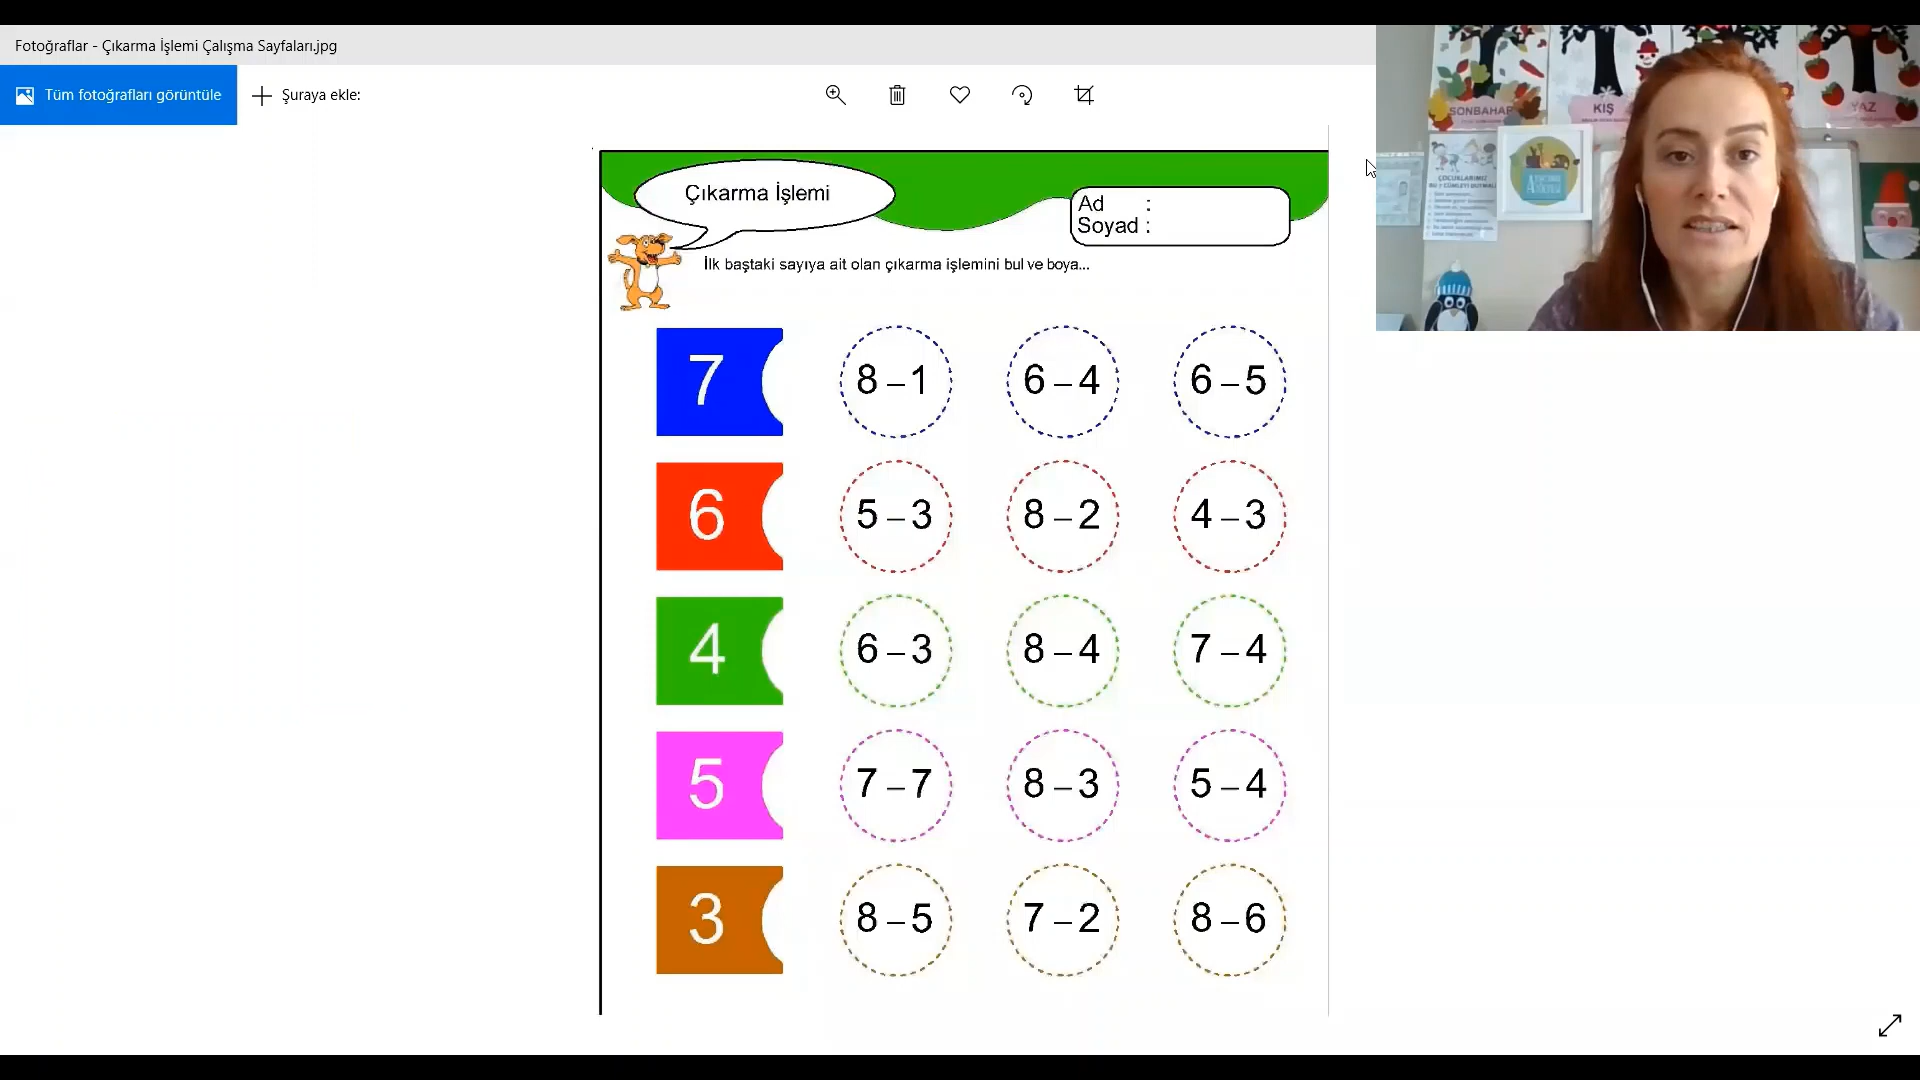 Fotoğraflar - Çıkarma İşlemi Çalışma Sayfaları.jpg
Tüm fotoğrafları görüntüle
Şuraya ekle:
SONBAHAR
KIŞ
YAZ
Çıkarma İşlemi
Ad :
Soyad :
İlk baştaki sayıya ait olan çıkarma işlemini bul ve boya...
7 8 – 1 6 – 4 6 – 5
6 5 – 3 8 – 2 4 – 3
4 6 – 3 8 – 4 7 – 4
5 7 – 7 8 – 3 5 – 4
3 8 – 5 7 – 2 8 – 6